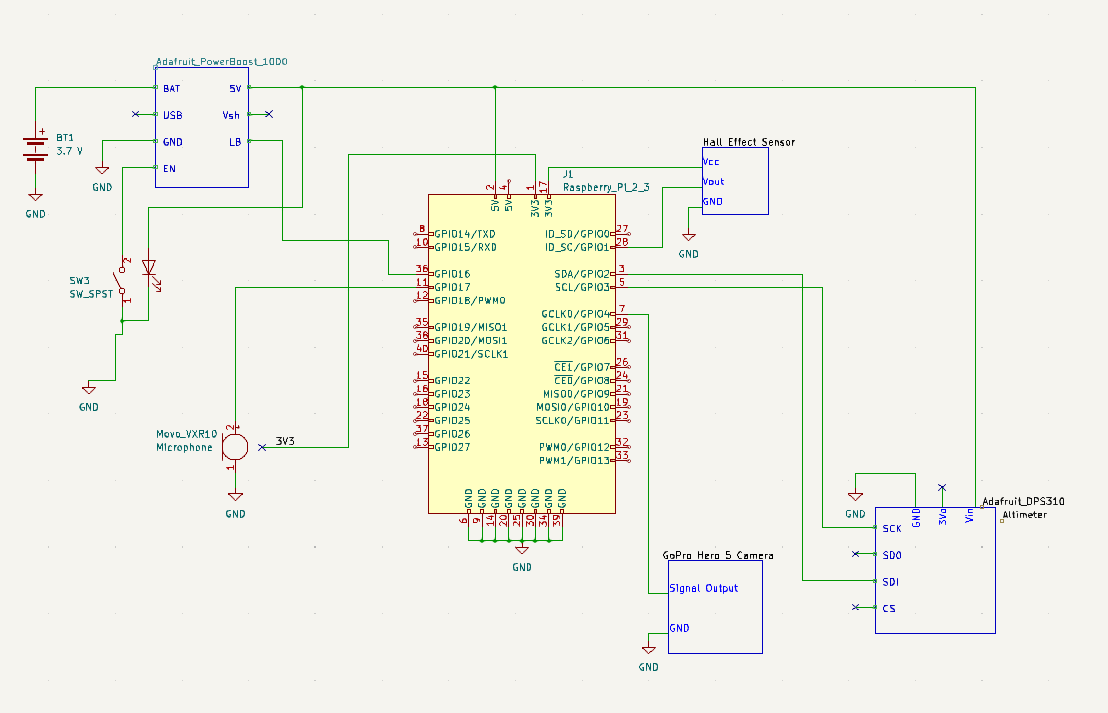 Adafruit_PowerBoost_1000
BAT
5V
USB
Vsh
GND
LB
EN
+
BT1
3.7 V
GND
GND
SW3
SW_SPST
2
1
GND
Movo_VXR10
Microphone
2
+
1
3V3
GND
J1
Raspberry_Pi_2_3
2
4
1
17
5V
5V
3V3
3V3
8
GPIO14/TXD
10
GPIO15/RXD
36
GPIO16
11
GPIO17
12
GPIO18/PWM0
35
GPIO19/MISO1
38
GPIO20/MOSI1
40
GPIO21/SCLK1
15
GPIO22
16
GPIO23
18
GPIO24
22
GPIO25
37
GPIO26
13
GPIO27
ID_SD/GPIO0
27
ID_SC/GPIO1
28
SDA/GPIO2
3
SCL/GPIO3
5
GCLK0/GPIO4
7
GCLK1/GPIO5
29
GCLK2/GPIO6
31
CE1/GPIO7
26
CE0/GPIO8
24
MISO0/GPIO9
21
MOSI0/GPIO10
19
SCLK0/GPIO11
23
PWM0/GPIO12
32
PWM1/GPIO13
33
GND
GND
GND
GND
GND
GND
GND
GND
6
9
14
20
25
30
34
39
GND
Hall Effect Sensor
Vcc
Vout
GND
GND
GoPro Hero 5 Camera
Signal Output
GND
GND
Adafruit_DPS310
Altimeter
GND
3Vo
Vin
GND
SCK
SDO
SDI
CS